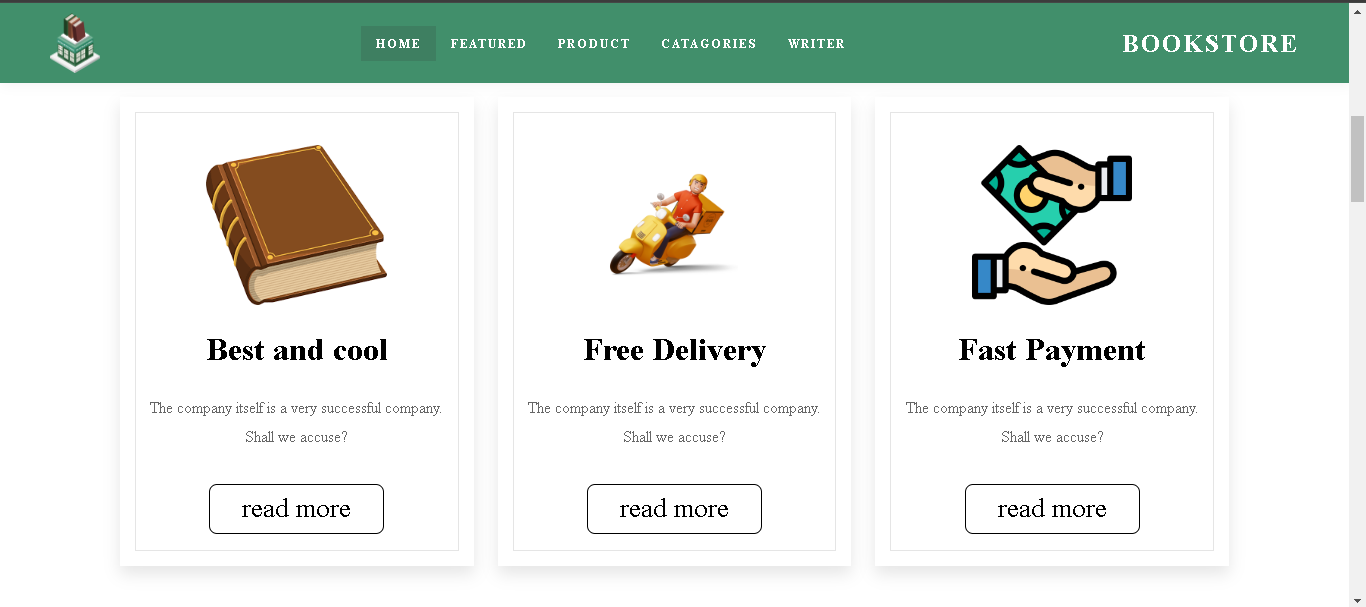 HOME FEATURED PRODUCT CATAGORIES WRITER BOOKSTORE
Best and cool
The company itself is a very successful company.
Shall we accuse?
read more
Free Delivery
The company itself is a very successful company.
Shall we accuse?
read more
Fast Payment
The company itself is a very successful company.
Shall we accuse?
read more